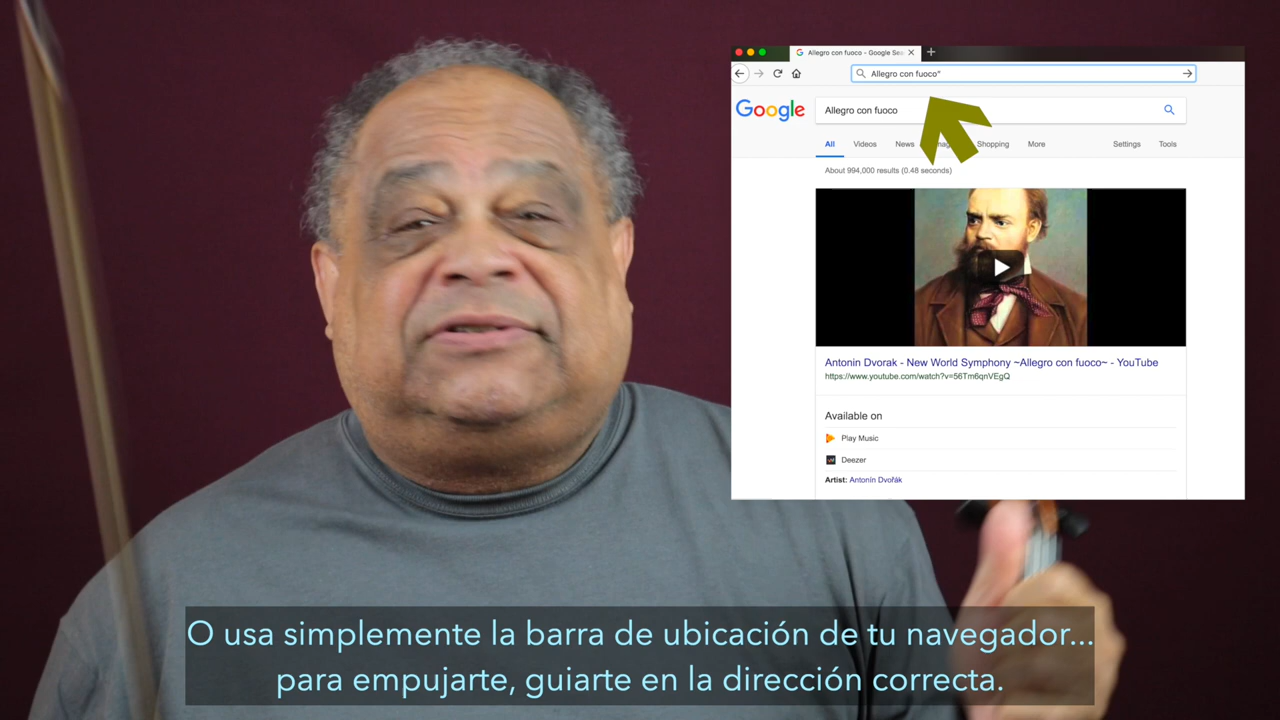 Allegro con fuoco - Google Sea
Allegro con fuoco"
Google
Allegro con fuoco
All Videos News Shopping More Settings Tools
About 994,000 results (0.48 seconds)
Antonin Dvorak - New World Symphony ~Allegro con fuoco~ - YouTube
https://www.youtube.com/watch?v=56Tm6qnVEgQ
Available on
Play Music
Deezer
Artist: Antonín Dvořák
O usa simplemente la barra de ubicación de tu navegador...
para empujarte, guiarte en la dirección correcta.